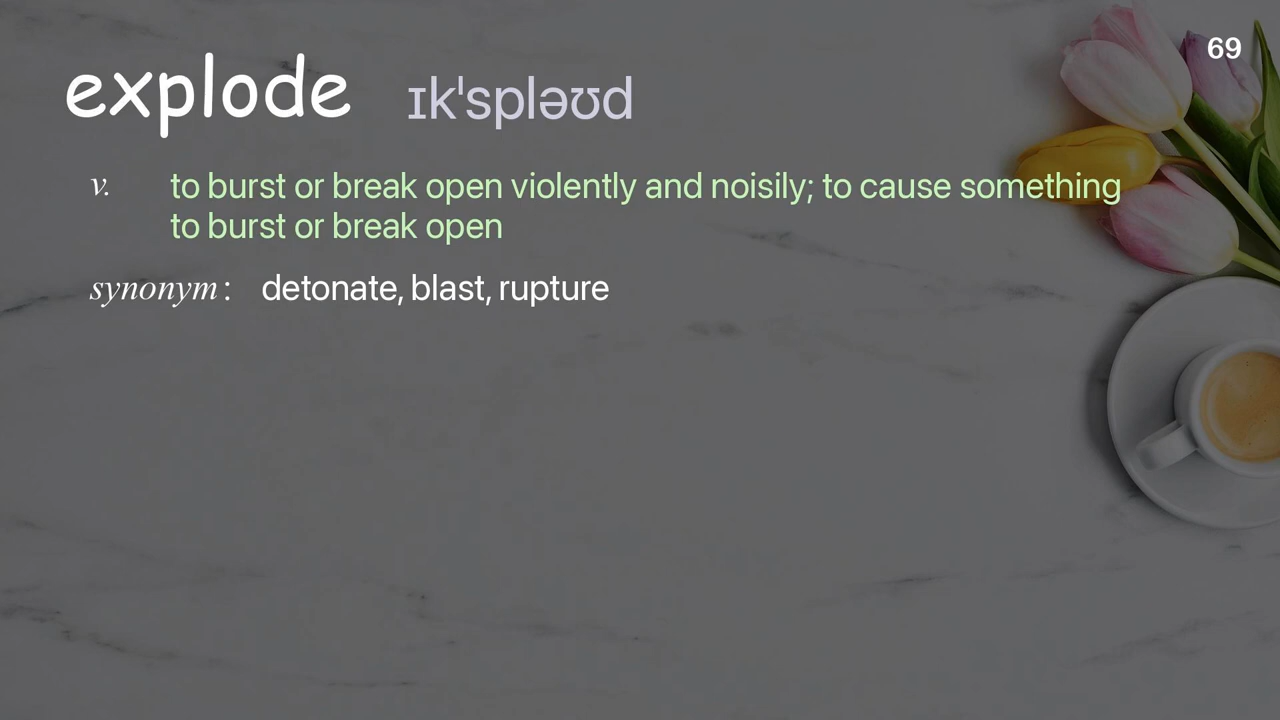 69
explode ɪkˈspləʊd
v. to burst or break open violently and noisily; to cause something
to burst or break open
synonym: detonate, blast, rupture